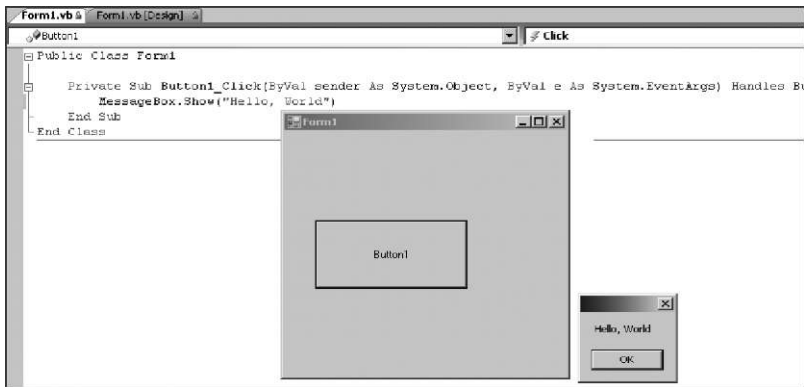 Form1.vb Form1.vb [Design]
Button1 Click
Public Class Form1
Private Sub Button1_Click(ByVal sender As System.Object, ByVal e As System.EventArgs) Handles Bu
MessageBox.Show("Hello, World")
End Sub
End Class
Form1
Button1
Hello, World
OK